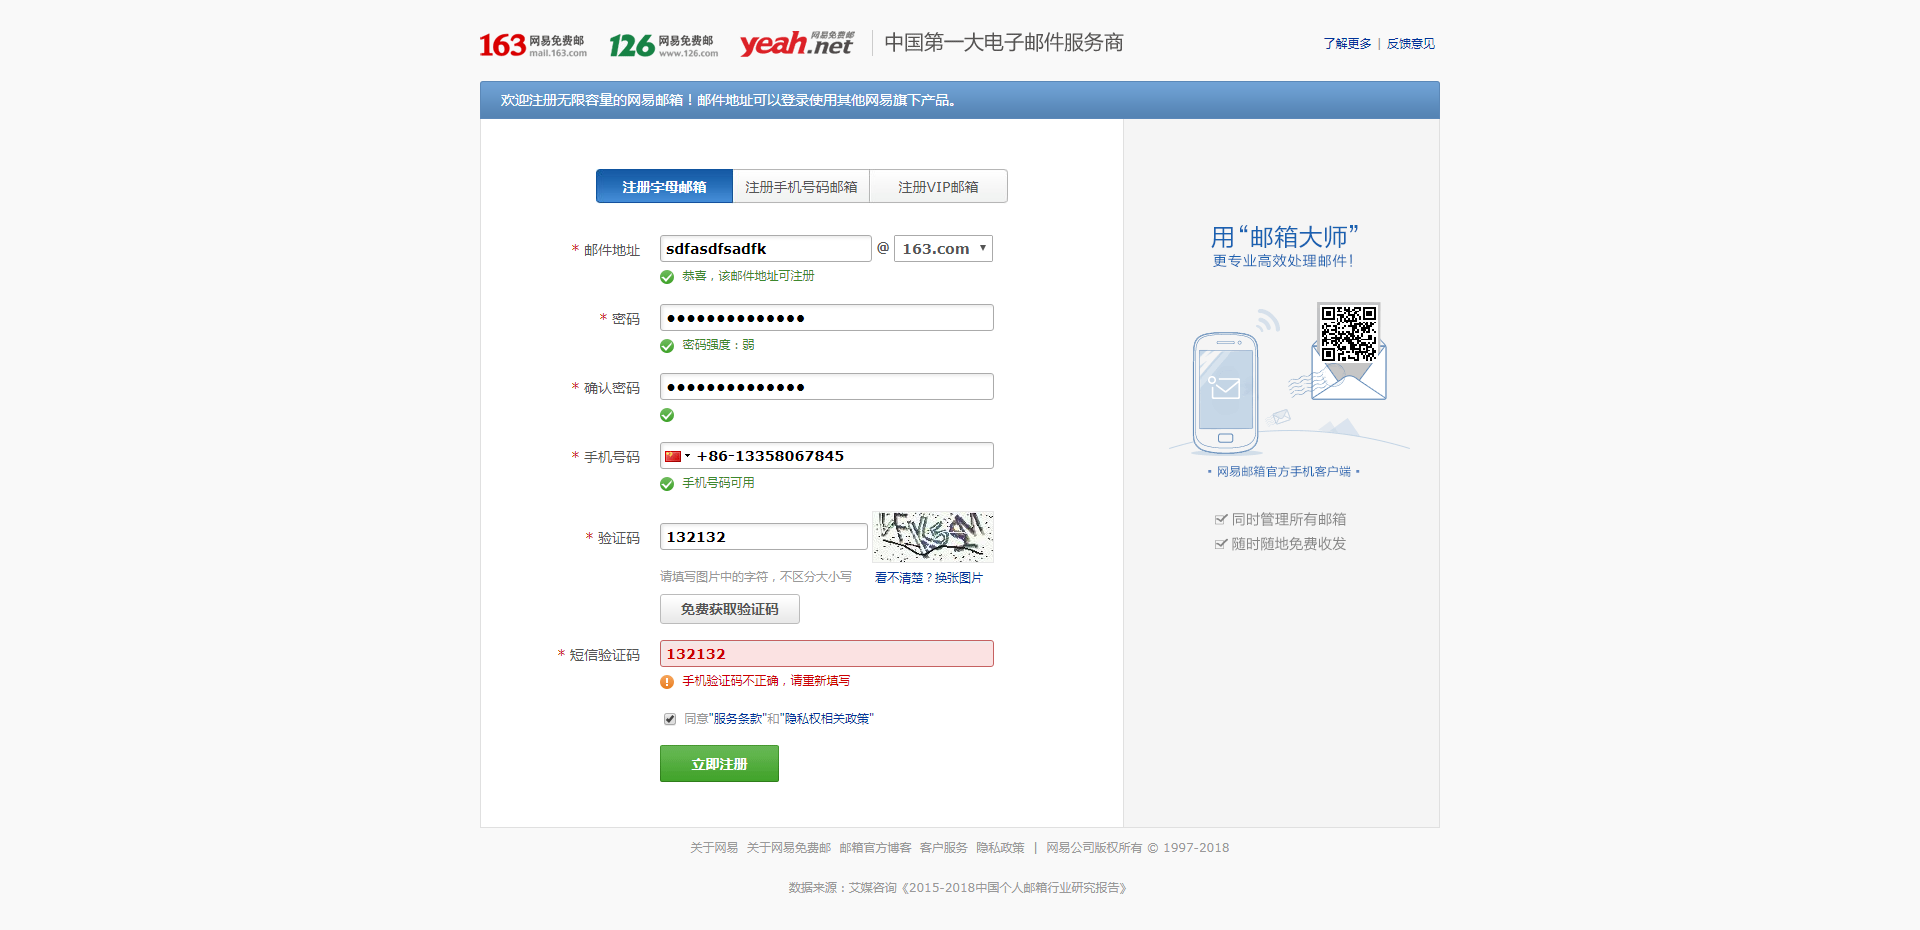 163 网易免费邮 mail.163.com 126 网易免费邮 www.126.com yeah.net 网易免费邮 中国第一大电子邮件服务商 了解更多 | 反馈意见
欢迎注册无限容量的网易邮箱！邮件地址可以登录使用其他网易旗下产品。
注册字母邮箱 注册手机号码邮箱 注册VIP邮箱
* 邮件地址 sdfasdfsadfk @ 163.com
恭喜，该邮件地址可注册
* 密码 ●●●●●●●●●●●●●●
密码强度：弱
* 确认密码 ●●●●●●●●●●●●●●
* 手机号码 +86-13358067845
手机号码可用
* 验证码 132132
请填写图片中的字符，不区分大小写 看不清楚？换张图片
免费获取验证码
* 短信验证码 132132
手机验证码不正确，请重新填写
同意"服务条款"和"隐私权相关政策"
立即注册
用“邮箱大师”
更专业高效处理邮件！
• 网易邮箱官方手机客户端 •
同时管理所有邮箱
随时随地免费收发
关于网易 关于网易免费邮 邮箱官方博客 客户服务 隐私政策 | 网易公司版权所有 © 1997-2018
数据来源：艾媒咨询《2015-2018中国个人邮箱行业研究报告》